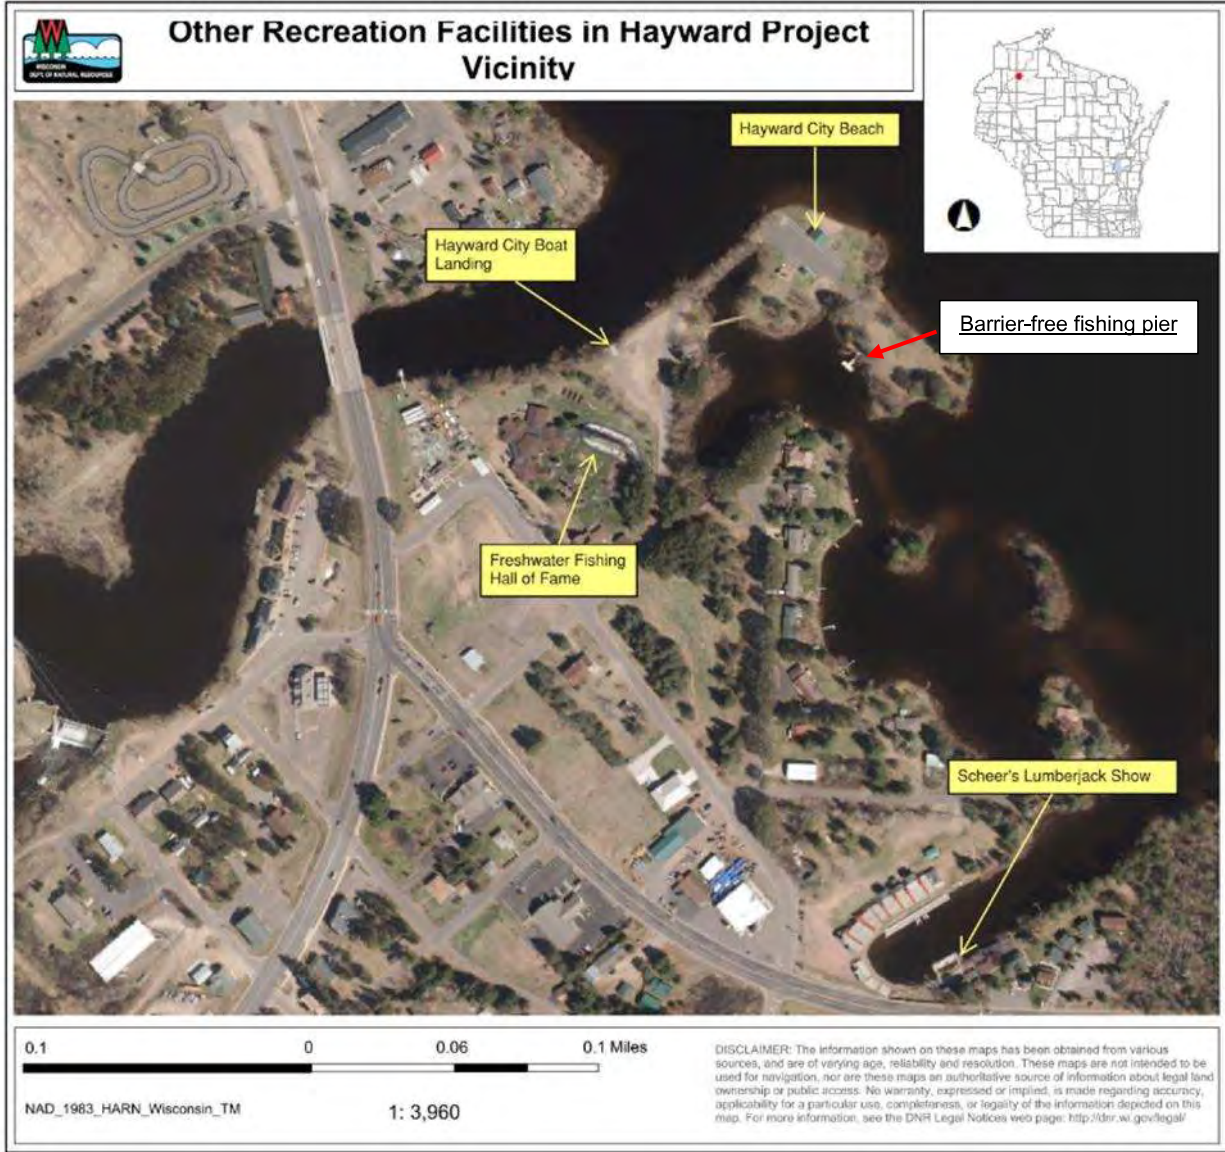 WISCONSIN
DEPT. OF NATURAL RESOURCES
Other Recreation Facilities in Hayward Project
Vicinity
Hayward City Beach
Hayward City Boat
Landing
Barrier-free fishing pier
Freshwater Fishing
Hall of Fame
Scheer's Lumberjack Show
0.1
0
0.06
0.1 Miles
NAD_1983_HARN_Wisconsin_TM
1: 3,960
DISCLAIMER: The information shown on these maps has been obtained from various
sources, and are of varying age, reliability and resolution. These maps are not intended to be
used for navigation, nor are these maps an authoritative source of information about legal land
ownership or public access. No warranty, expressed or implied, is made regarding accuracy,
applicability for a particular use, completeness, or legality of the information depicted on this
map. For more information, see the DNR Legal Notices web page: http://dnr.wi.gov/legal/